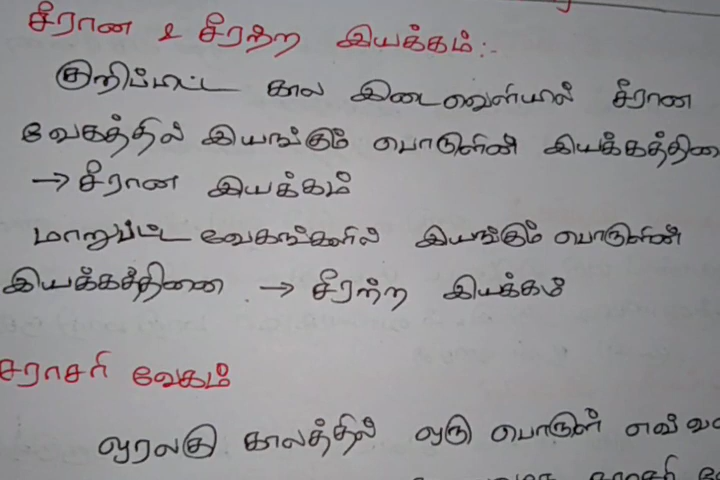 சீரான & சீரற்ற இயக்கம்:-
குறிப்பிட்ட கால இடைவெளியில் சீரான
வேகத்தில் இயங்கும் பொருளின் இயக்கத்தினை
→ சீரான இயக்கம்
மாறுபட்ட வேகங்களில் இயங்கும் பொருளின்
இயக்கத்தினை → சீரற்ற இயக்கம்
சராசரி வேகம்
ஓரலகு காலத்தில் ஒரு பொருள்